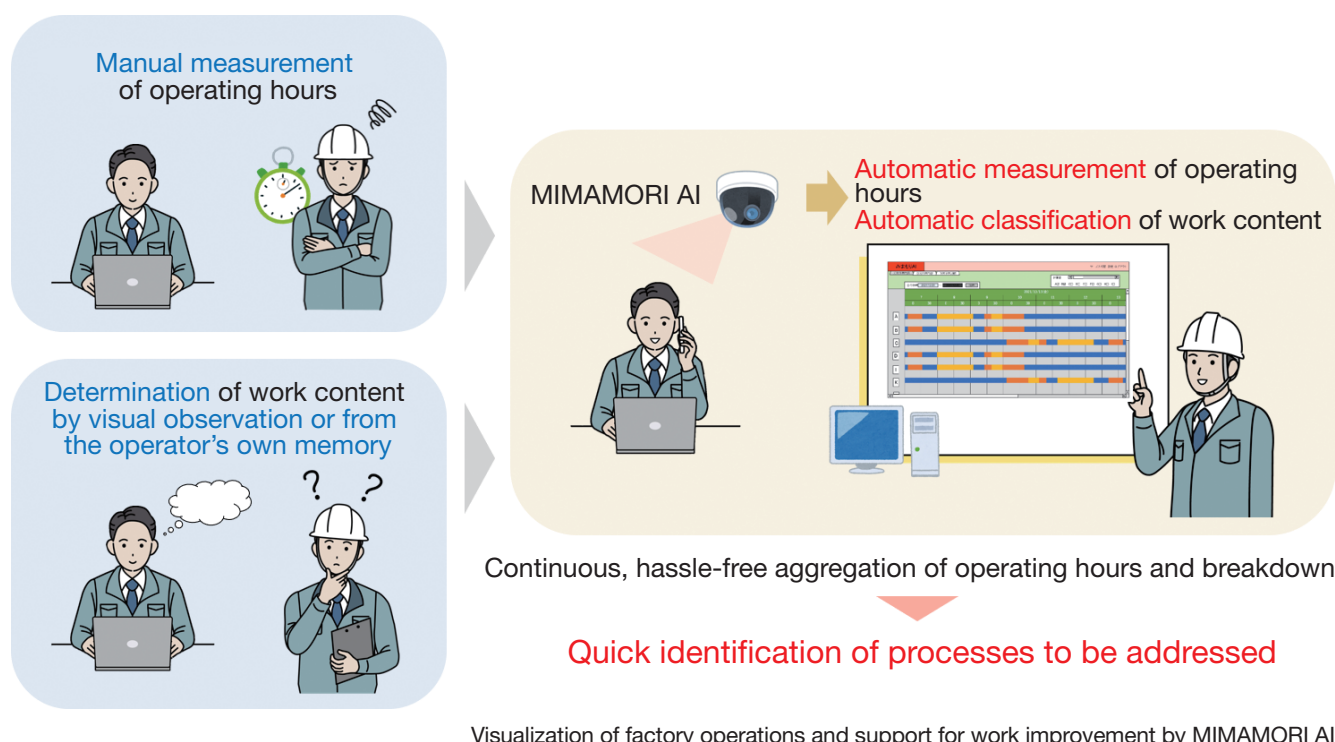 Manual measurement
of operating hours
Determination of work content
by visual observation or from
the operator's own memory
? ?
MIMAMORI AI
Automatic measurement of operating
hours
Automatic classification of work content
A
B
Continuous, hassle-free aggregation of operating hours and breakdown
Quick identification of processes to be addressed
Visualization of factory operations and support for work improvement by MIMAMORI AI